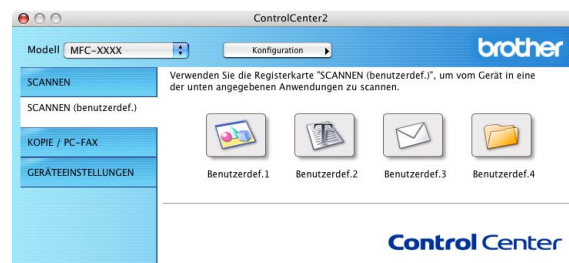 ControlCenter2
Modell MFC-XXXX Konfiguration brother
SCANNEN
SCANNEN (benutzerdef.)
KOPIE / PC-FAX
GERÄTEEINSTELLUNGEN
Verwenden Sie die Registerkarte "SCANNEN (benutzerdef.)", um vom Gerät in eine
der unten angegebenen Anwendungen zu scannen.
Benutzerdef.1 Benutzerdef.2 Benutzerdef.3 Benutzerdef.4
Control Center